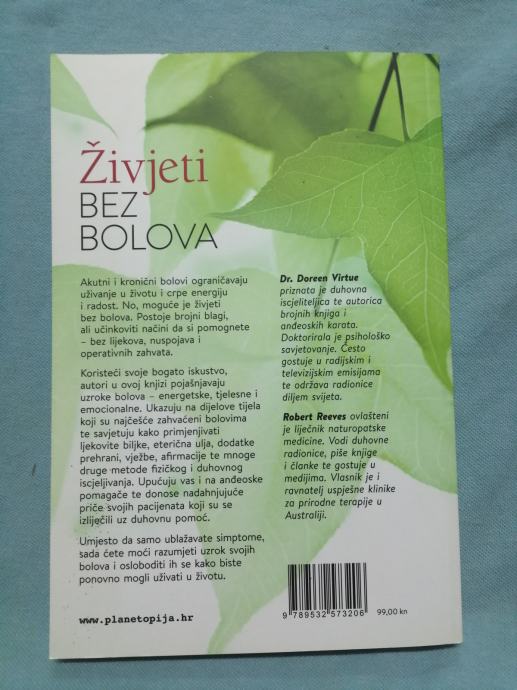 Živjeti
BEZ
BOLOVA
Akutni i kronični bolovi ograničavaju
uživanje u životu i crpe energiju
i radost. No, moguće je živjeti
bez bolova. Postoje brojni blagi,
ali učinkoviti načini da si pomognete
– bez lijekova, nuspojava i
operativnih zahvata.
Koristeći svoje bogato iskustvo,
autori u ovoj knjizi pojašnjavaju
uzroke bolova – energetske, tjelesne i
emocionalne. Ukazuju na dijelove tijela
koji su najčešće zahvaćeni bolovima
te savjetuju kako primjenjivati
ljekovite biljke, eterična ulja, dodatke
prehrani, vježbe, afirmacije te mnoge
druge metode fizičkog i duhovnog
iscjeljivanja. Upućuju vas i na anđeoske
pomagače te donose nadahnjujuće
priče svojih pacijenata koji su se
izliječili uz duhovnu pomoć.
Umjesto da samo ublažavate simptome,
sada ćete moći razumjeti uzrok svojih
bolova i osloboditi ih se kako biste
ponovno mogli uživati u životu.
www.planetopija.hr
Dr. Doreen Virtue
priznata je duhovna
iscjeliteljica te autorica
brojnih knjiga i
anđeoskih karata.
Doktorirala je psihološko
savjetovanje. Često
gostuje u radijskim i
televizijskim emisijama
te održava radionice
diljem svijeta.
Robert Reeves ovlašteni
je liječnik naturopatske
medicine. Vodi duhovne
radionice, piše knjige
i članke te gostuje u
medijima. Vlasnik je i
ravnatelj uspješne klinike
za prirodne terapije u
Australiji.
9 789532 573206
99,00 kn